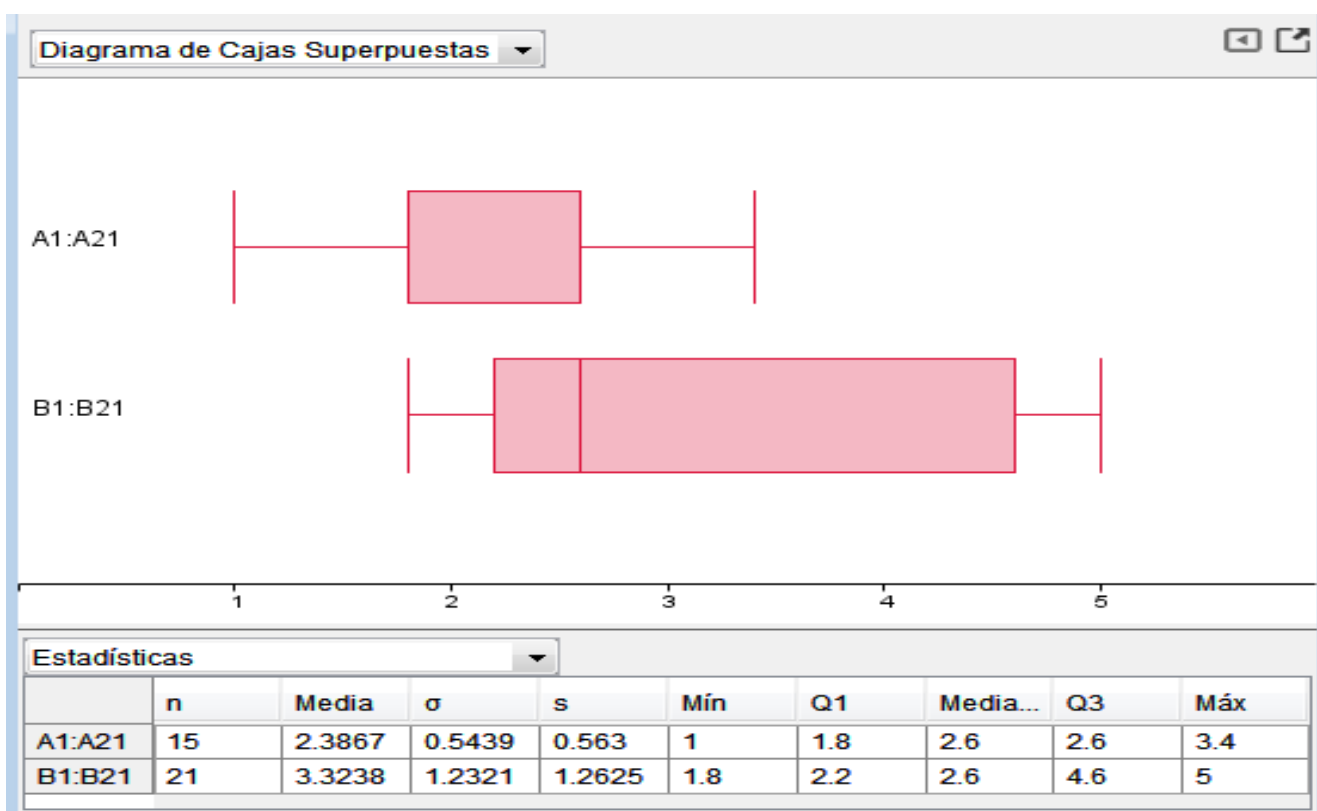 Diagrama de Cajas Superpuestas
A1:A21
B1:B21
1 2 3 4 5
Estadísticas
n Media σ s Mín Q1 Media... Q3 Máx
A1:A21 15 2.3867 0.5439 0.563 1 1.8 2.6 2.6 3.4
B1:B21 21 3.3238 1.2321 1.2625 1.8 2.2 2.6 4.6 5